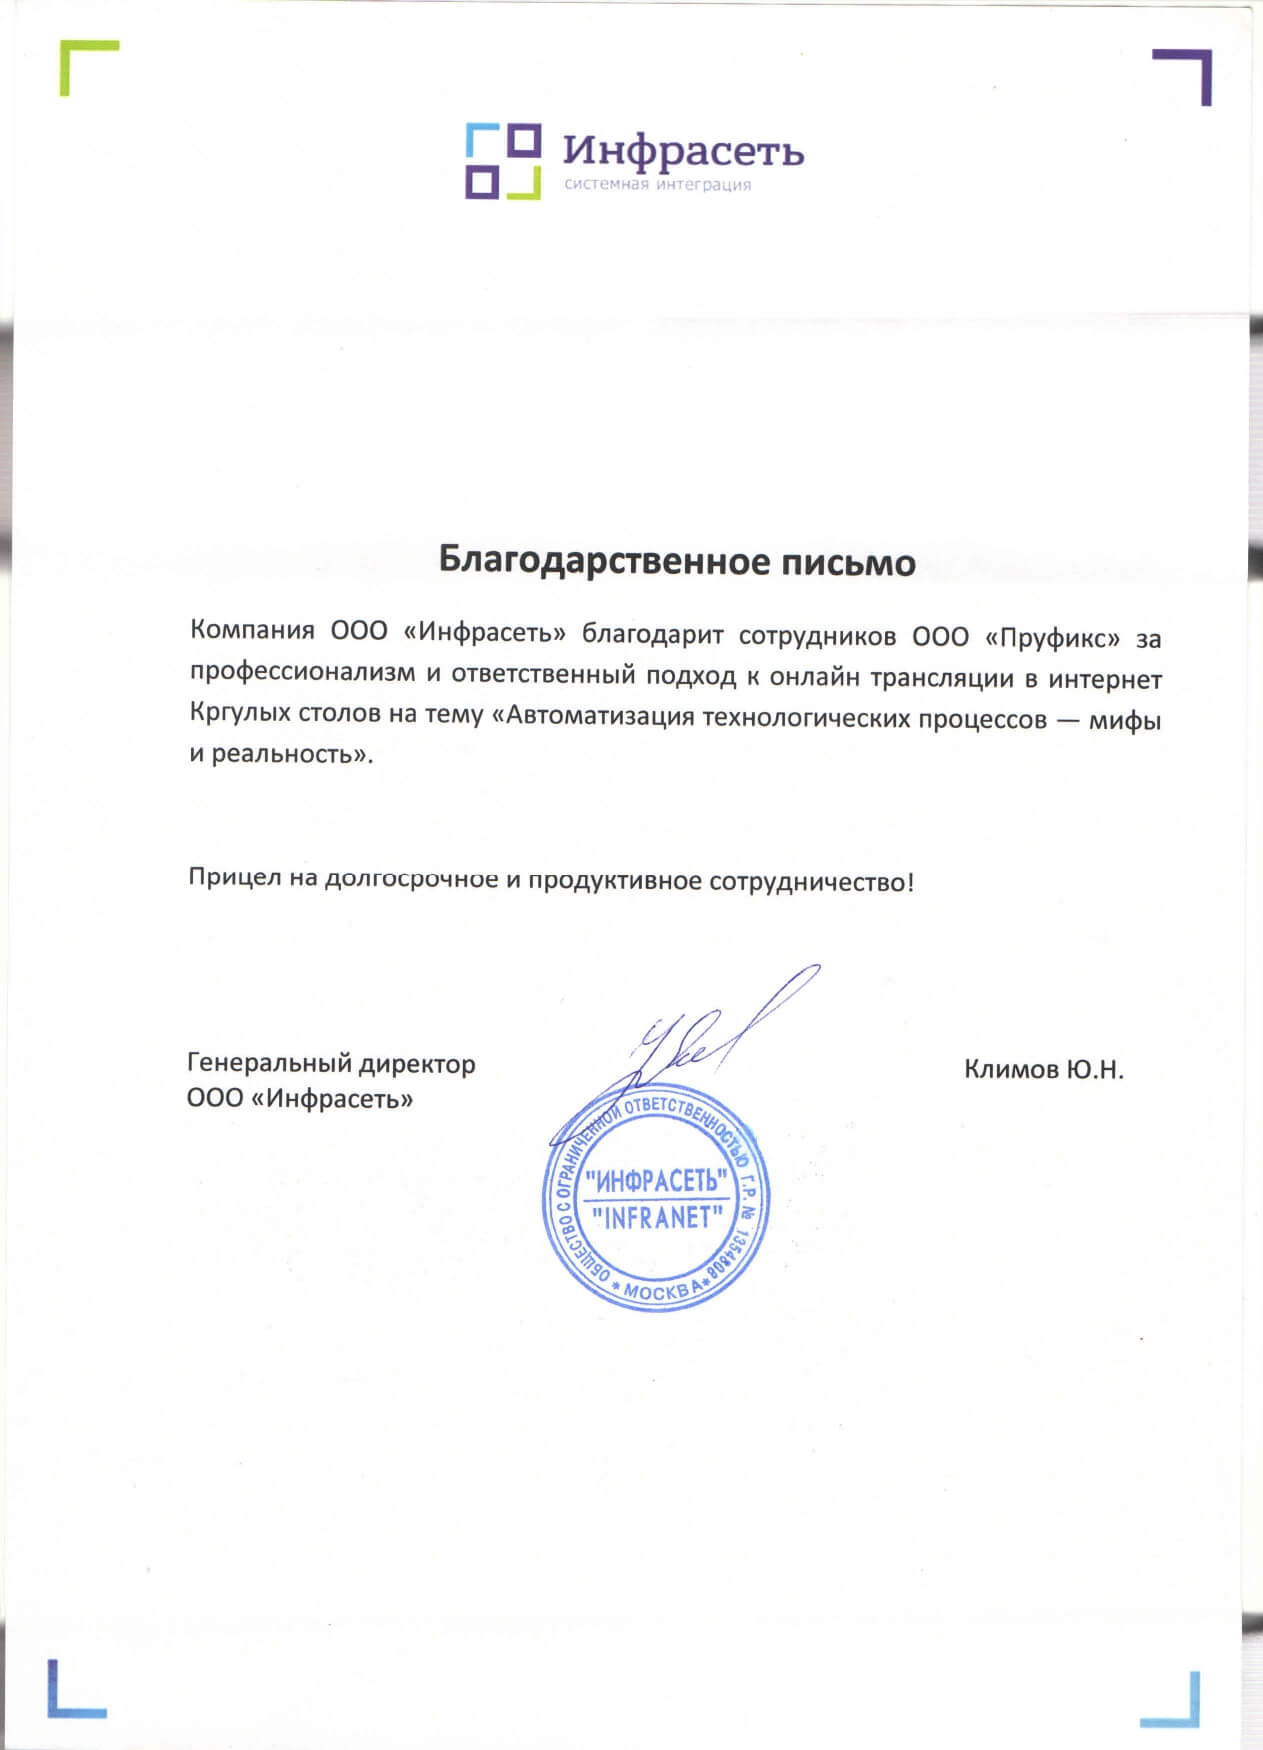 Инфрасеть
системная интеграция
Благодарственное письмо
Компания ООО «Инфрасеть» благодарит сотрудников ООО «Пруфикс» за
профессионализм и ответственный подход к онлайн трансляции в интернет
Кргулых столов на тему «Автоматизация технологических процессов — мифы
и реальность».
Прицел на долгосрочное и продуктивное сотрудничество!
Генеральный директор
ООО «Инфрасеть»
Климов Ю.Н.
ОБЩЕСТВО С ОГРАНИЧЕННОЙ ОТВЕТСТВЕННОСТЬЮ Г.Р. № 1354808
"ИНФРАСЕТЬ"
"INFRANET"
* МОСКВА *